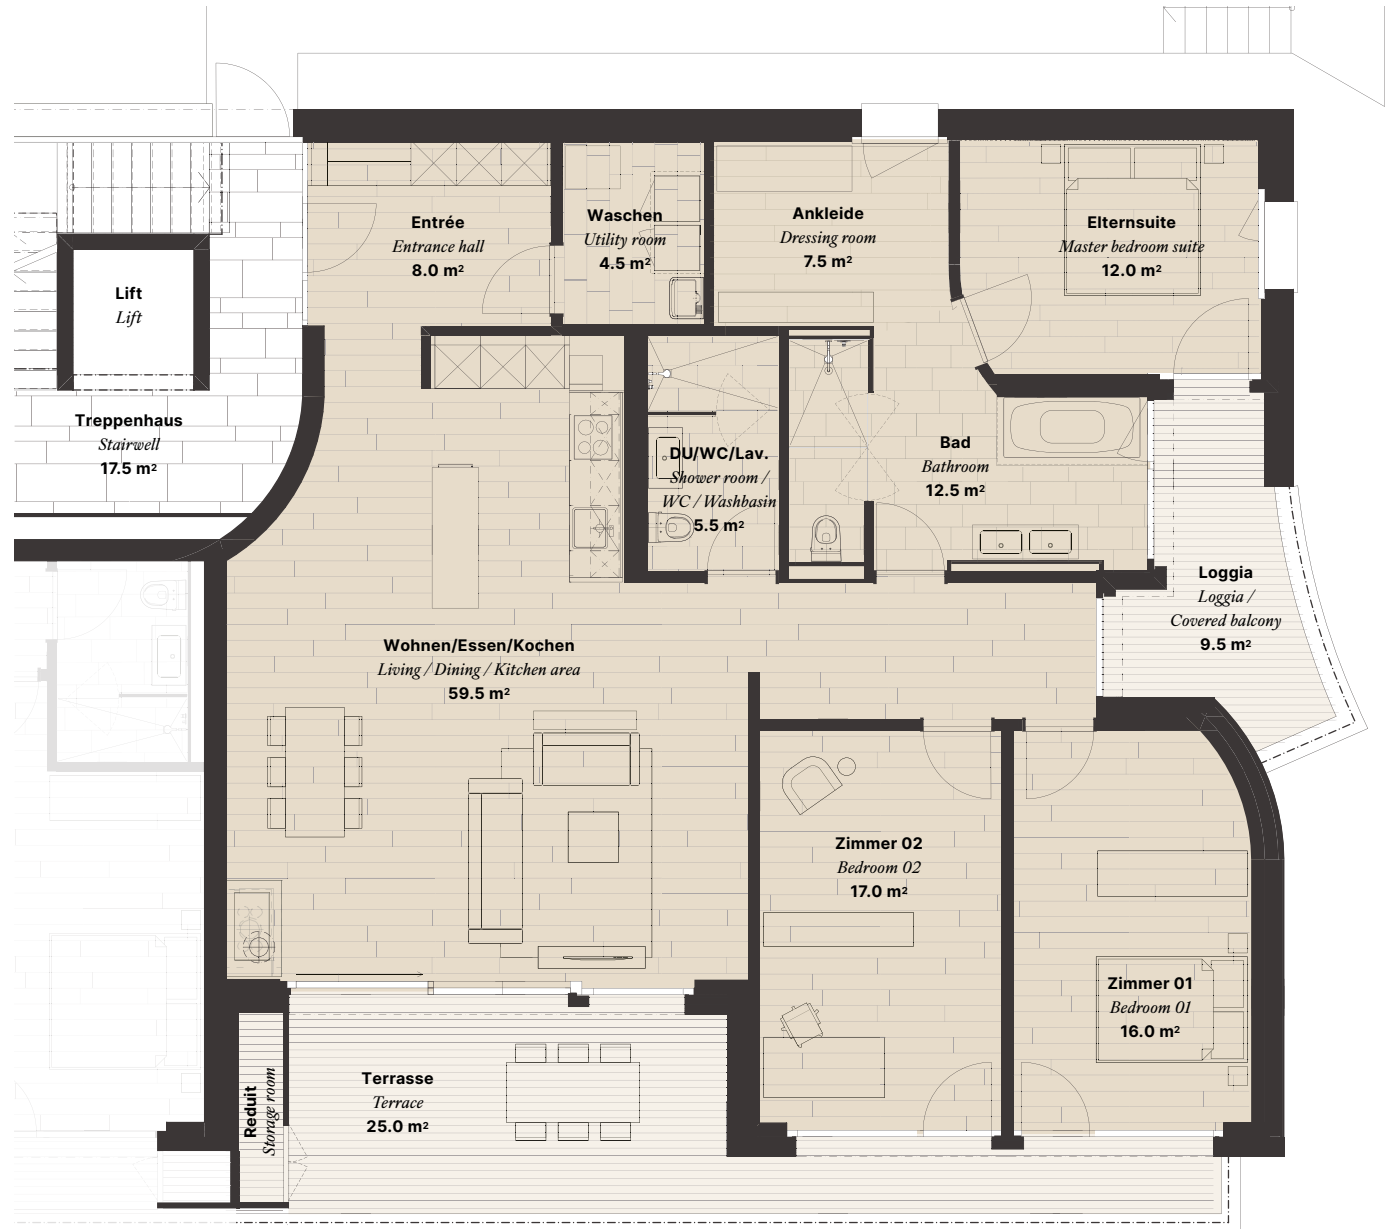 Entrée
Entrance hall
8.0 m²
Waschen
Utility room
4.5 m²
Ankleide
Dressing room
7.5 m²
Elternsuite
Master bedroom suite
12.0 m²
Lift
Lift
Treppenhaus
Stairwell
17.5 m²
DU/WC/Lav.
Shower room /
WC / Washbasin
5.5 m²
Bad
Bathroom
12.5 m²
Loggia
Loggia /
Covered balcony
9.5 m²
Wohnen/Essen/Kochen
Living / Dining / Kitchen area
59.5 m²
Zimmer 02
Bedroom 02
17.0 m²
Zimmer 01
Bedroom 01
16.0 m²
Reduit
Storage room
Terrasse
Terrace
25.0 m²